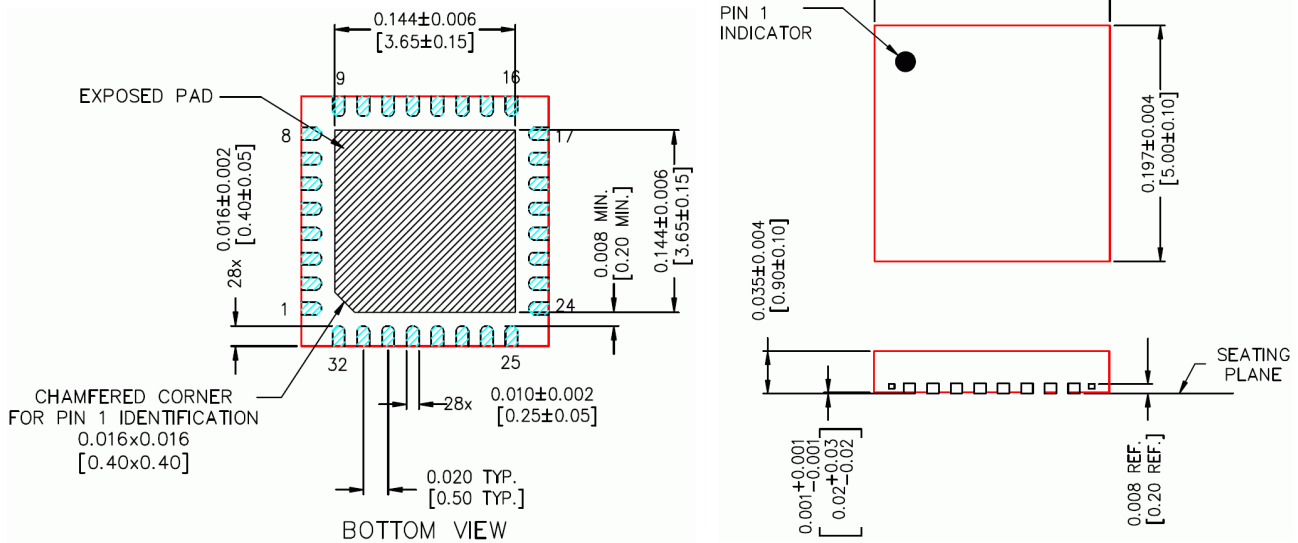 0.144±0.006
[3.65±0.15]
9
16
EXPOSED PAD
8
17
28x 0.016±0.002
[0.40±0.05]
0.008 MIN.
[0.20 MIN.]
0.144±0.006
[3.65±0.15]
1
24
32
25
CHAMFERED CORNER
FOR PIN 1 IDENTIFICATION
0.016x0.016
[0.40x0.40]
28x 0.010±0.002
[0.25±0.05]
0.020 TYP.
[0.50 TYP.]
BOTTOM VIEW
PIN 1
INDICATOR
0.197±0.004
[5.00±0.10]
0.035±0.004
[0.90±0.10]
SEATING
PLANE
0.001+0.001-0.001
[0.02+0.03-0.02]
0.008 REF.
[0.20 REF.]